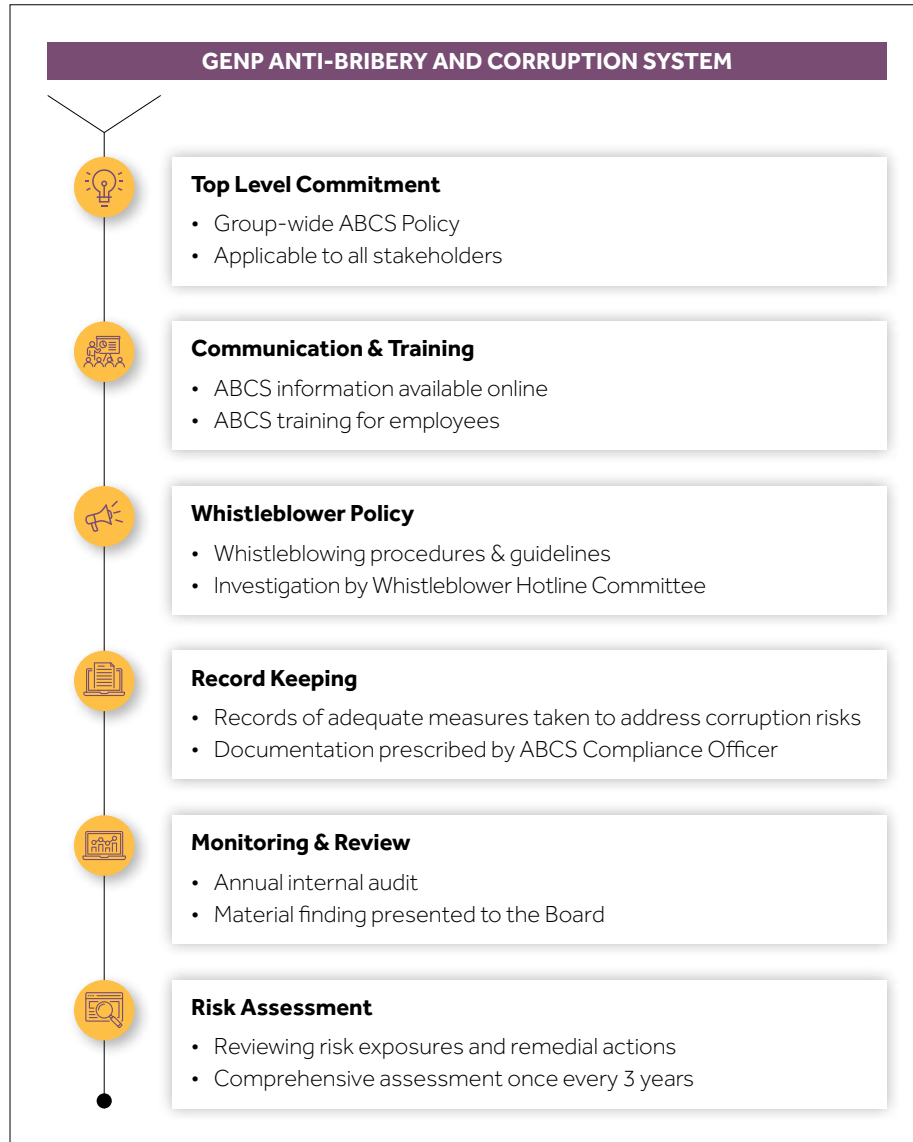 GENP ANTI-BRIBERY AND CORRUPTION SYSTEM
Top Level Commitment
• Group-wide ABCS Policy
• Applicable to all stakeholders
Communication & Training
• ABCS information available online
• ABCS training for employees
Whistleblower Policy
• Whistleblowing procedures & guidelines
• Investigation by Whistleblower Hotline Committee
Record Keeping
• Records of adequate measures taken to address corruption risks
• Documentation prescribed by ABCS Compliance Officer
Monitoring & Review
• Annual internal audit
• Material finding presented to the Board
Risk Assessment
• Reviewing risk exposures and remedial actions
• Comprehensive assessment once every 3 years